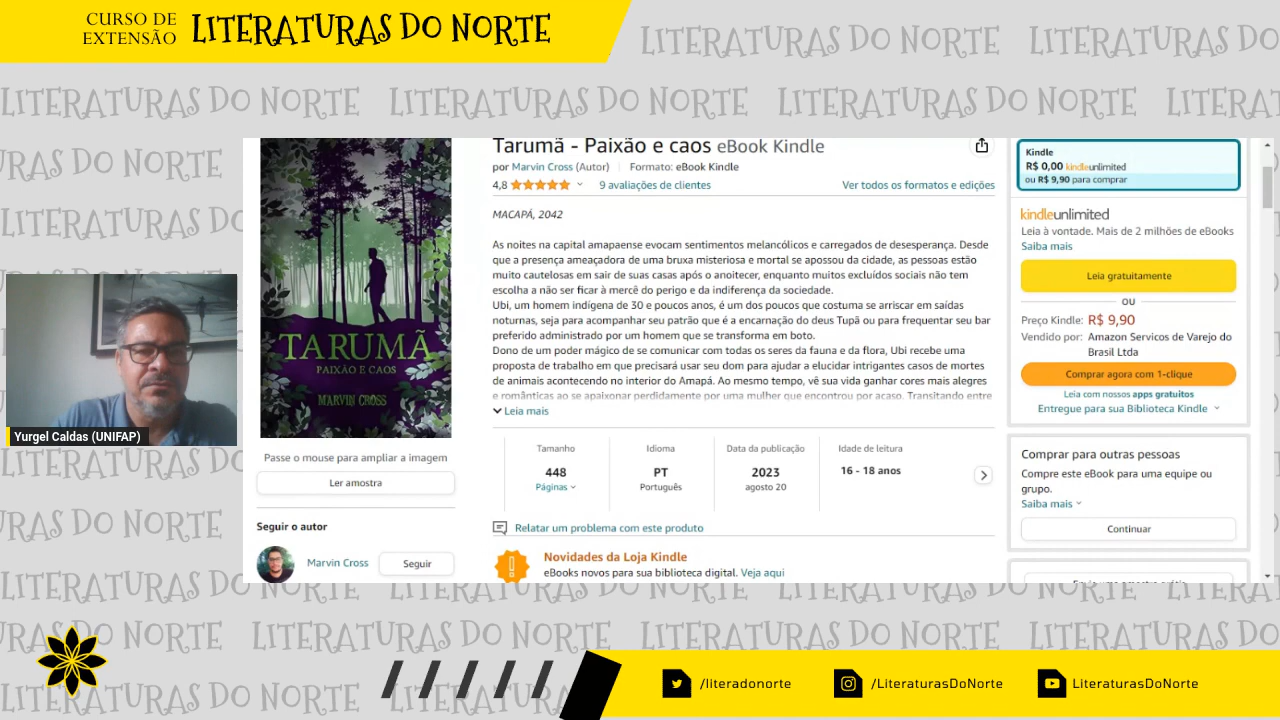 CURSO DE
EXTENSÃO
LITERATURAS DO NORTE
LITERATURAS DO NORTE
Tarumã - Paixão e caos eBook Kindle
por Marvin Cross (Autor) | Formato: eBook Kindle
4,8 9 avaliações de clientes
Ver todos os formatos e edições
MACAPÁ, 2042
As noites na capital amapaense evocam sentimentos melancólicos e carregados de desesperança. Desde
que a presença ameaçadora de uma bruxa misteriosa e mortal se apossou da cidade, as pessoas estão
muito cautelosas em sair de suas casas após o anoitecer, enquanto muitos excluídos sociais não tem
escolha a não ser ficar à mercê do perigo e da indiferença da sociedade.
Ubi, um homem indígena de 30 e poucos anos, é um dos poucos que costuma se arriscar em saídas
noturnas, seja para acompanhar seu patrão que é a encarnação do deus Tupã ou para frequentar seu bar
preferido administrado por um homem que se transforma em boto.
Dono de um poder mágico de se comunicar com todas os seres da fauna e da flora, Ubi recebe uma
proposta de trabalho em que precisará usar seu dom para ajudar a elucidar intrigantes casos de mortes
de animais acontecendo no interior do Amapá. Ao mesmo tempo, vê sua vida ganhar cores mais alegres
e românticas ao se apaixonar perdidamente por uma mulher que encontrou por acaso. Transitando entre
Leia mais
TARUMÃ
PAIXÃO E CAOS
MARVIN CROSS
Passe o mouse para ampliar a imagem
Ler amostra
Seguir o autor
Marvin Cross
Seguir
Tamanho
448
Páginas
Idioma
PT
Português
Data da publicação
2023
agosto 20
Idade de leitura
16 - 18 anos
Relatar um problema com este produto
Novidades da Loja Kindle
eBooks novos para sua biblioteca digital. Veja aqui
Kindle
R$ 0,00 kindleunlimited
ou R$ 9,90 para comprar
kindleunlimited
Leia à vontade. Mais de 2 milhões de eBooks
Saiba mais
Leia gratuitamente
OU
Preço Kindle: R$ 9,90
Vendido por: Amazon Servicos de Varejo do
Brasil Ltda
Comprar agora com 1-clique
Leia com nossos apps gratuitos
Entregue para sua Biblioteca Kindle
Comprar para outras pessoas
Compre este eBook para uma equipe ou
grupo.
Saiba mais
Continuar
Yurgel Caldas (UNIFAP)
/literadonorte
/LiteraturasDoNorte
LiteraturasDoNorte